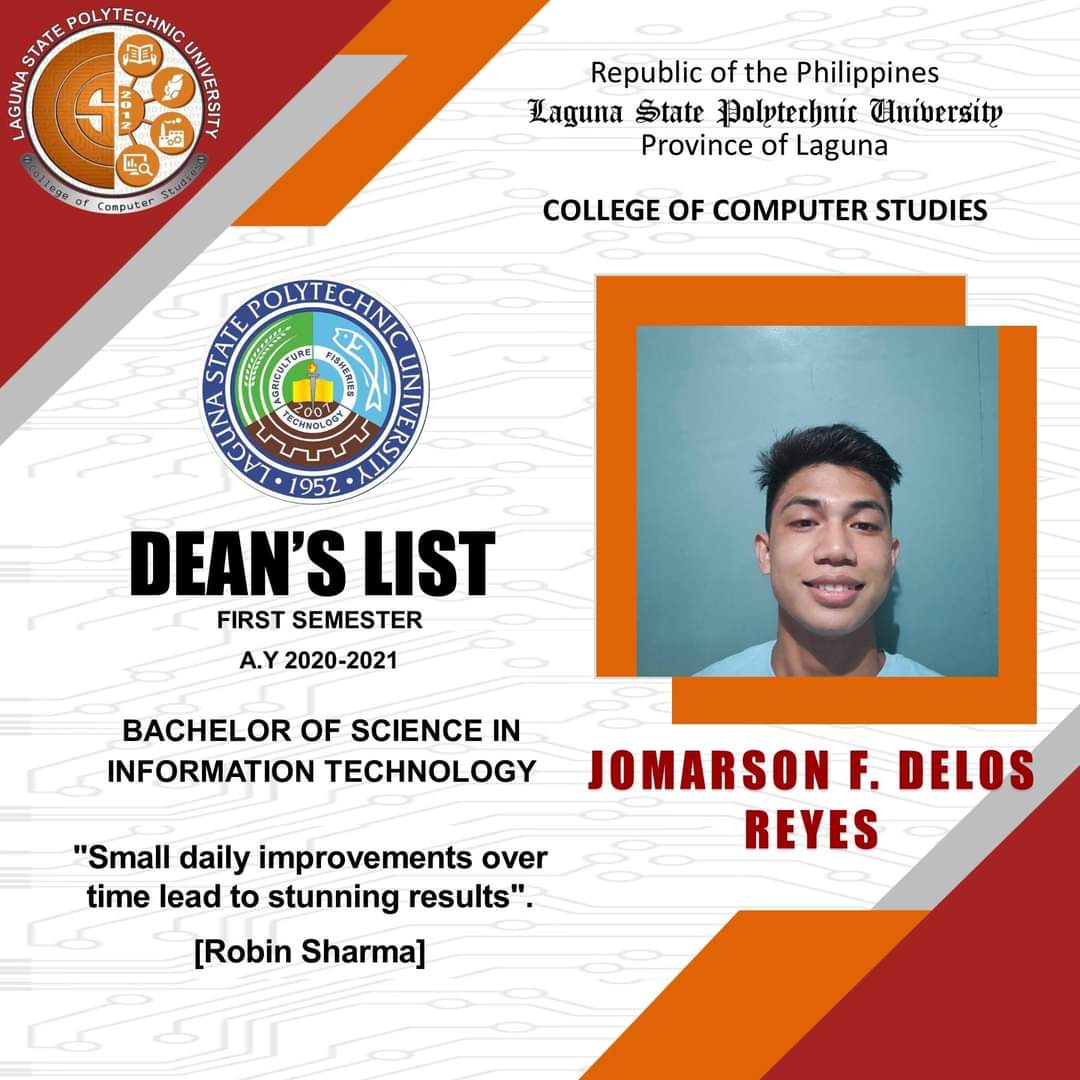 LAGUNA STATE POLYTECHNIC UNIVERSITY
2012
College of Computer Studies
Republic of the Philippines
Laguna State Polytechnic University
Province of Laguna
COLLEGE OF COMPUTER STUDIES
LAGUNA STATE POLYTECHNIC UNIVERSITY
AGRICULTURE
FISHERIES
2007
TECHNOLOGY
• 1952 •
DEAN'S LIST
FIRST SEMESTER
A.Y 2020-2021
BACHELOR OF SCIENCE IN
INFORMATION TECHNOLOGY
"Small daily improvements over
time lead to stunning results".
[Robin Sharma]
JOMARSON F. DELOS
REYES